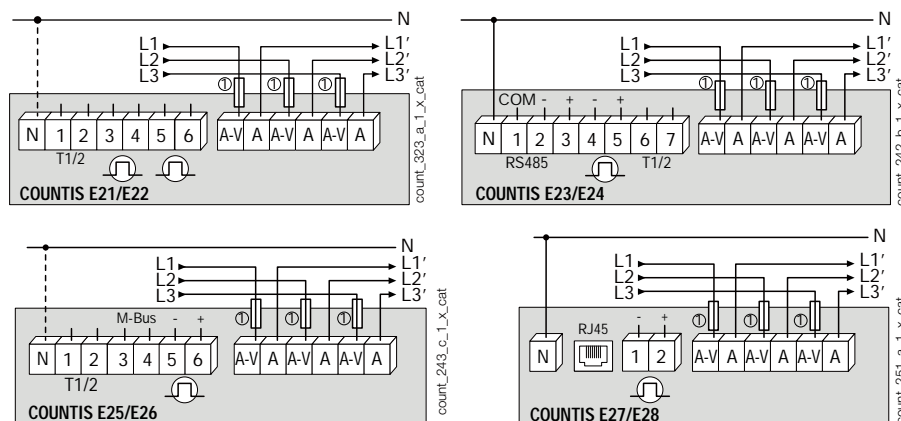 N
L1
L2
L3
L1'
L2'
L3'
① ① ①
N 1 2 3 4 5 6
A-V A A-V A A-V A
T1/2
COUNTIS E21/E22
count_323_a_1_x_cat
N
L1
L2
L3
L1'
L2'
L3'
① ① ①
COM - + - +
N 1 2 3 4 5 6 7
A-V A A-V A A-V A
RS485
T1/2
COUNTIS E23/E24
count_242_b_1_x_cat
N
L1
L2
L3
L1'
L2'
L3'
① ① ①
M-Bus - +
N 1 2 3 4 5 6
A-V A A-V A A-V A
T1/2
COUNTIS E25/E26
count_243_c_1_x_cat
N
L1
L2
L3
L1'
L2'
L3'
① ① ①
RJ45
- +
N
1 2
A-V A A-V A A-V A
COUNTIS E27/E28
count_251_a_1_x_cat